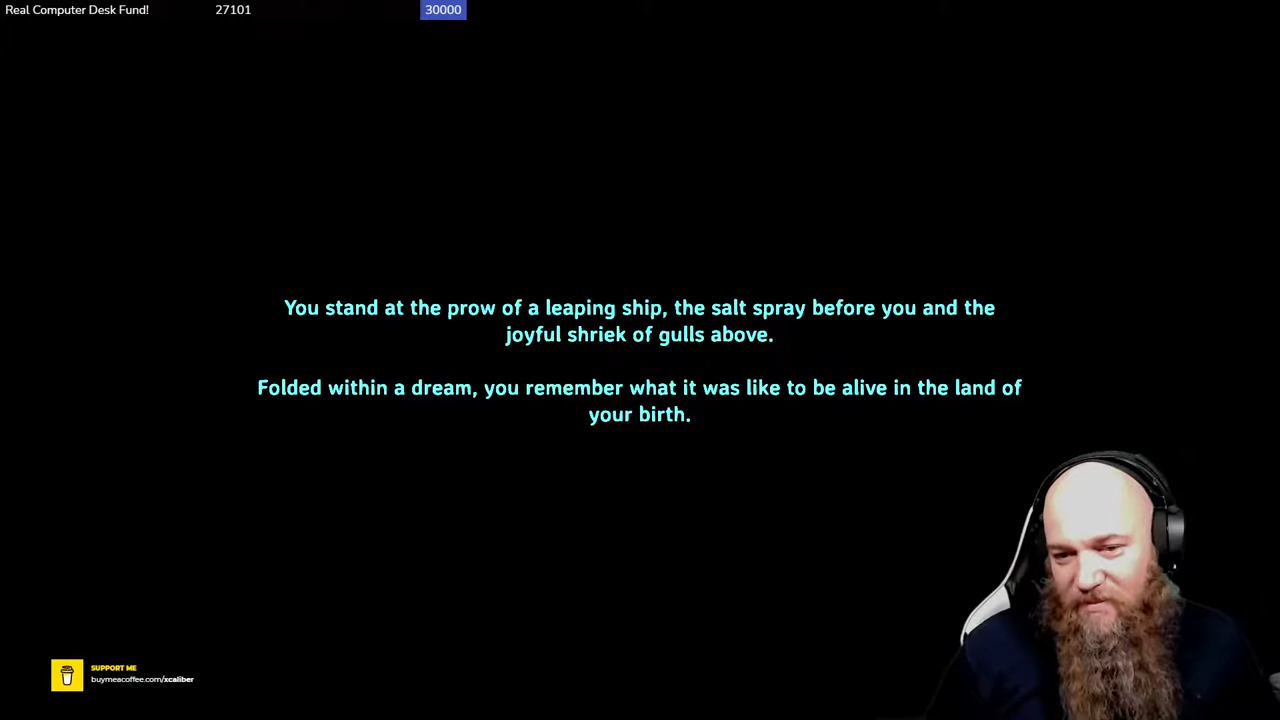 Real Computer Desk Fund! 27101 30000
You stand at the prow of a leaping ship, the salt spray before you and the
joyful shriek of gulls above.
Folded within a dream, you remember what it was like to be alive in the land of
your birth.
SUPPORT ME
buymeacoffee.com/xcaliber